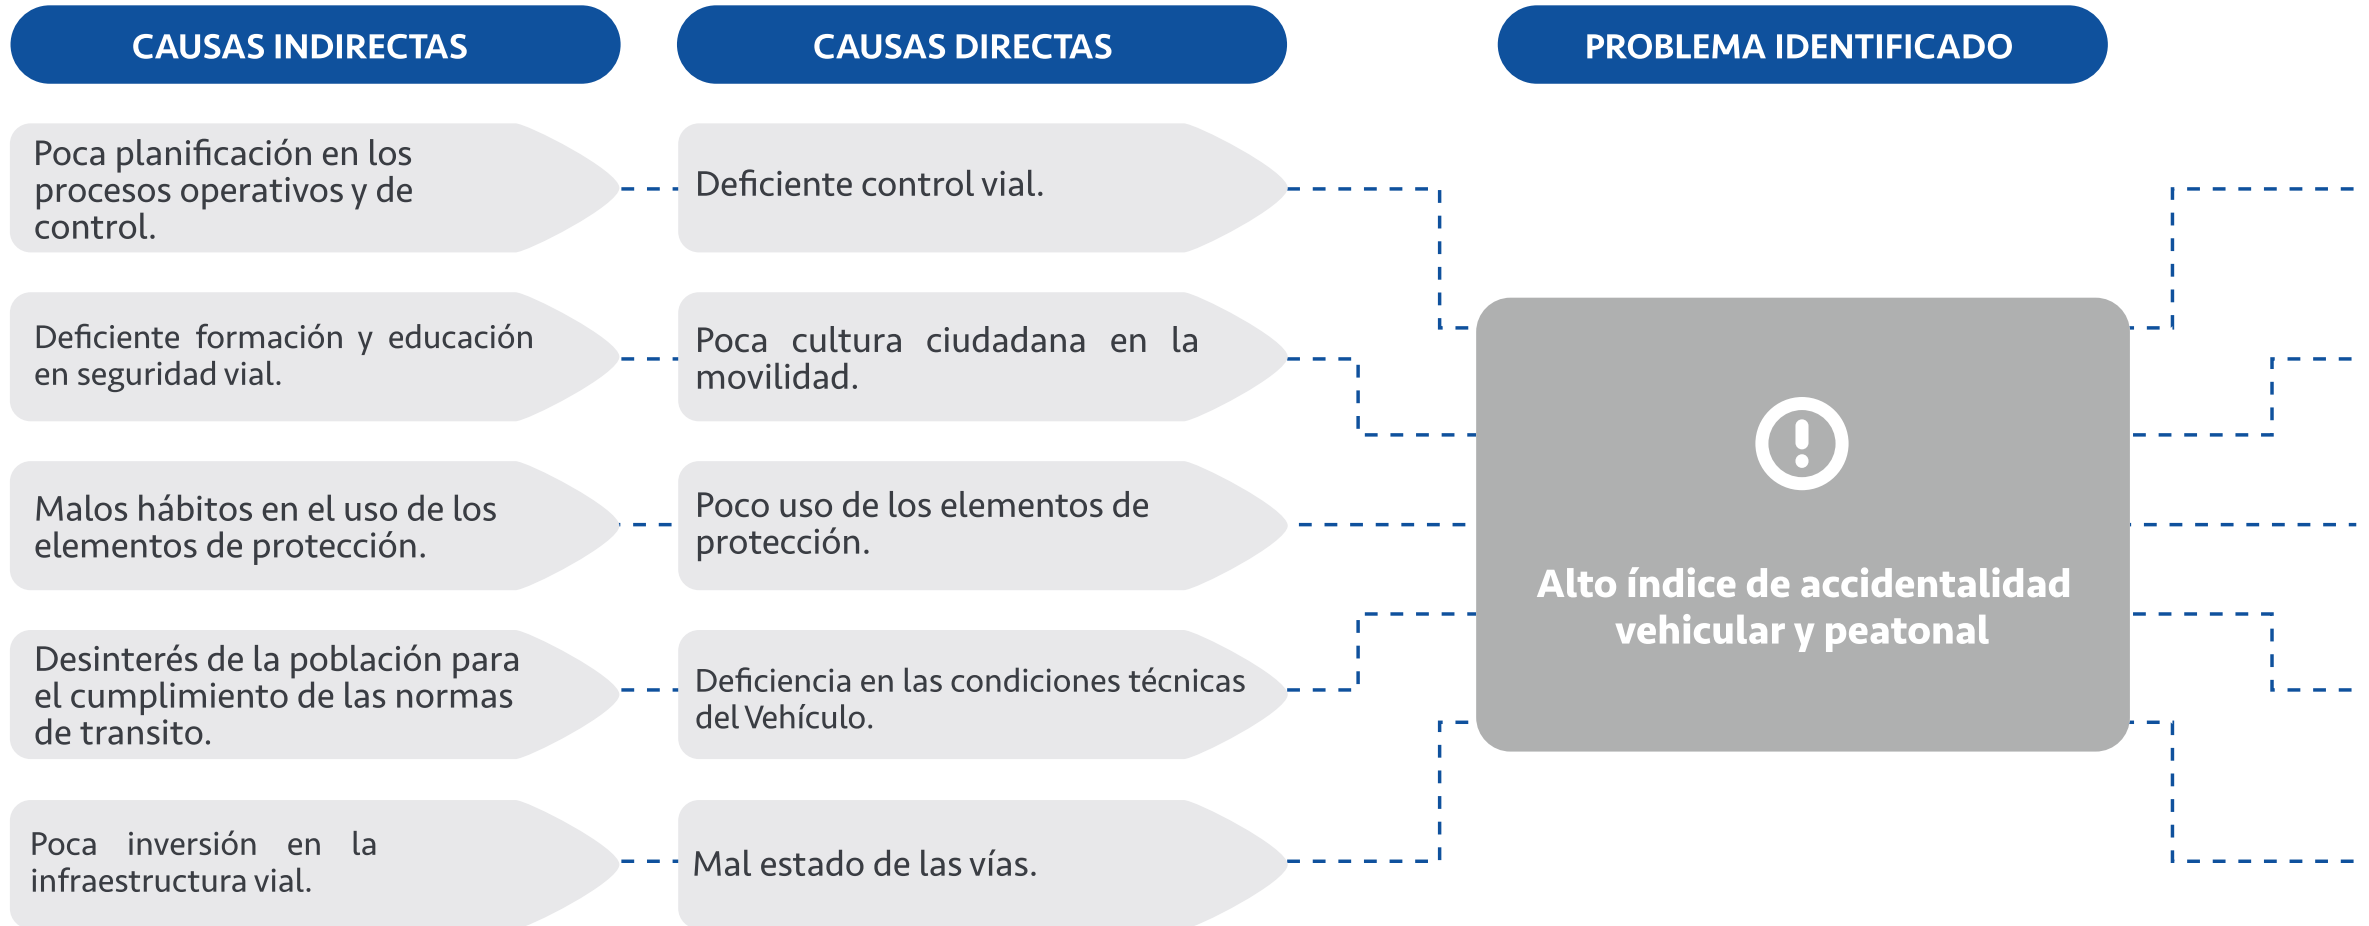 CAUSAS INDIRECTAS
CAUSAS DIRECTAS
PROBLEMA IDENTIFICADO
Poca planificación en los
procesos operativos y de
control.
Deficiente control vial.
Deficiente formación y educación
en seguridad vial.
Poca cultura ciudadana en la
movilidad.
Malos hábitos en el uso de los
elementos de protección.
Poco uso de los elementos de
protección.
Desinterés de la población para
el cumplimiento de las normas
de transito.
Deficiencia en las condiciones técnicas
del Vehículo.
Poca inversión en la
infraestructura vial.
Mal estado de las vías.
Alto índice de accidentalidad
vehicular y peatonal